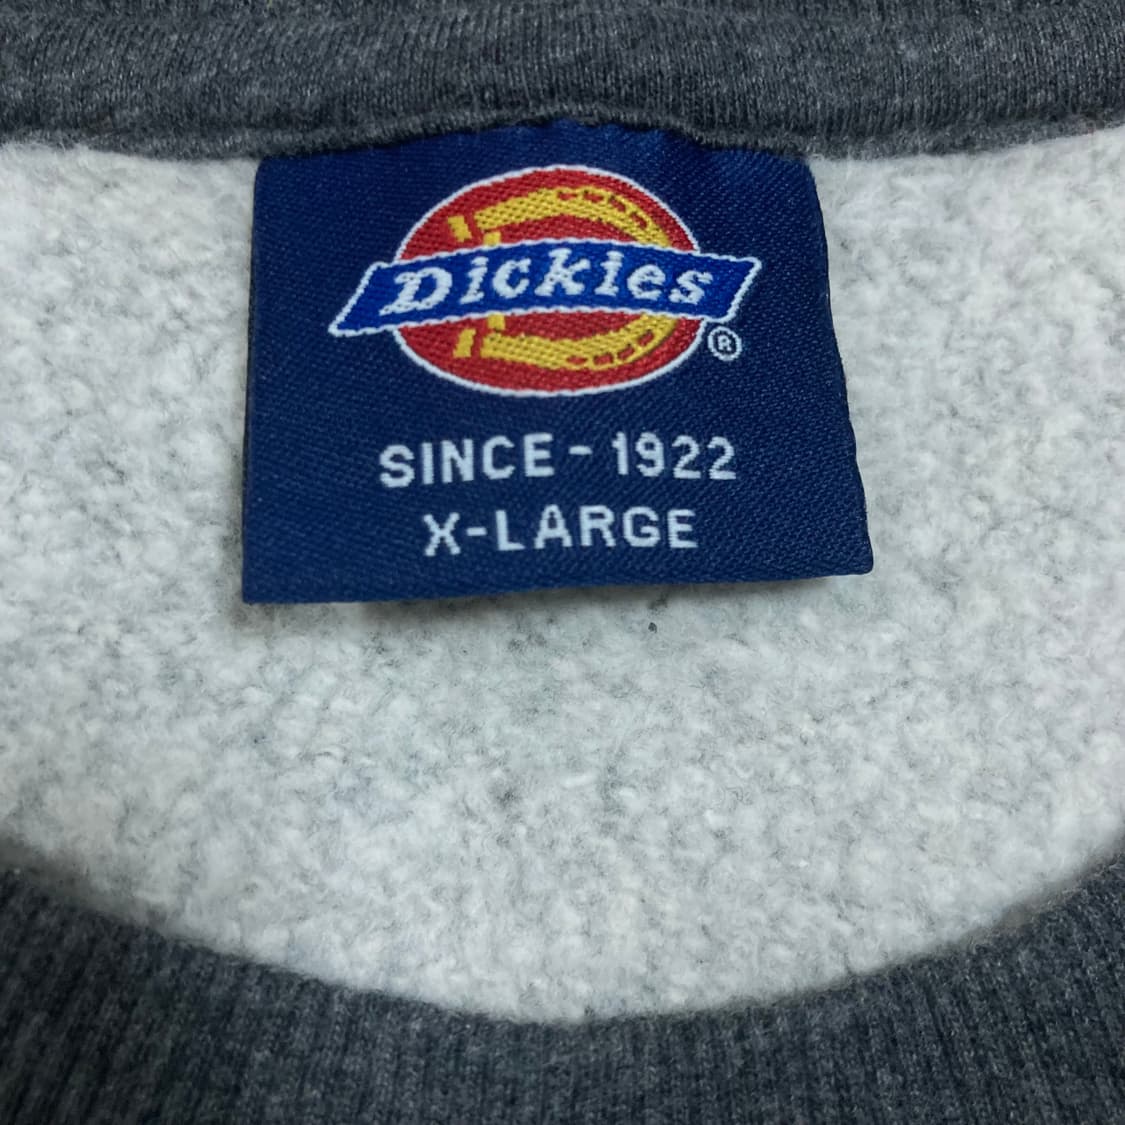 Dickies
®
SINCE - 1922
X-LARGE